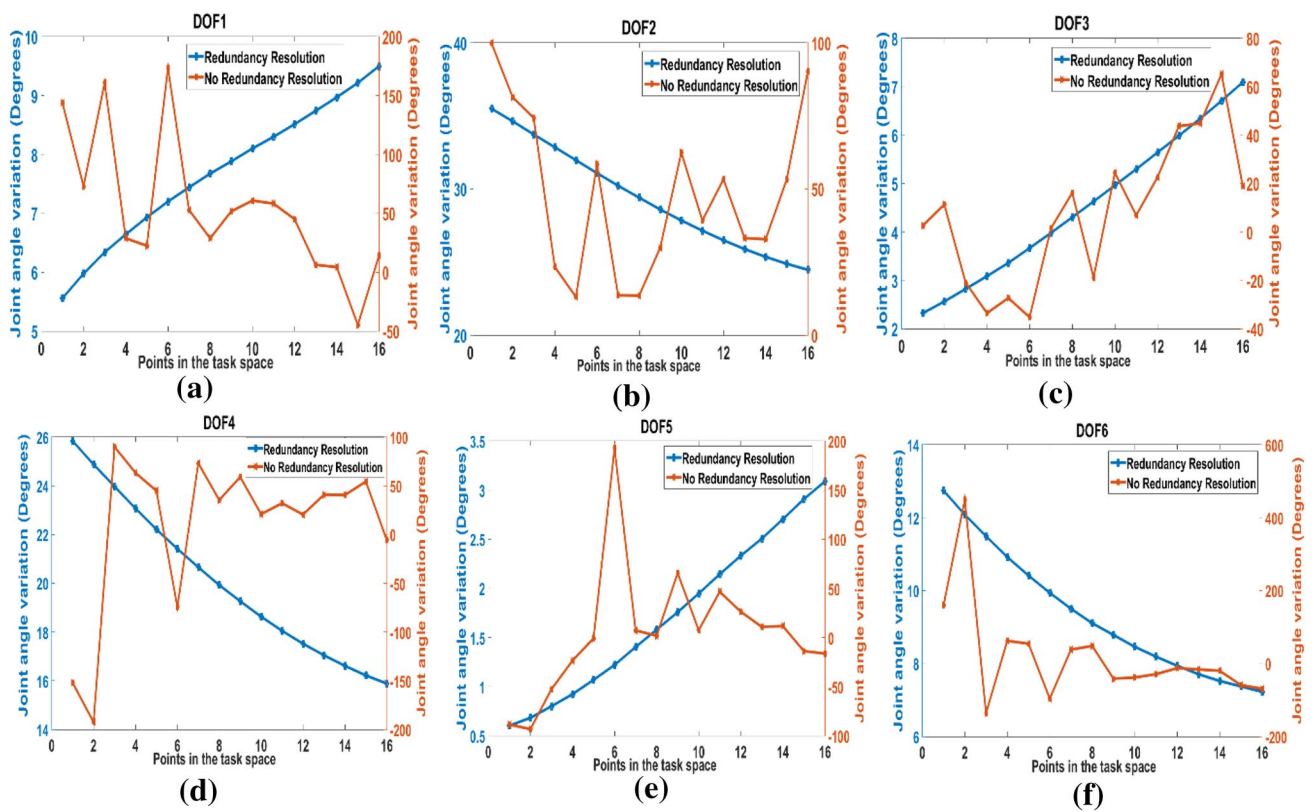 DOF1
Joint angle variation (Degrees)
10
9
8
7
6
5
Redundancy Resolution
No Redundancy Resolution
200
150
100
50
0
-50
Joint angle variation (Degrees)
0 2 4 6 8 10 12 14 16
Points in the task space
(a)
DOF2
Joint angle variation (Degrees)
40
30
20
Redundancy Resolution
No Redundancy Resolution
100
50
0
Joint angle variation (Degrees)
0 2 4 6 8 10 12 14 16
Points in the task space
(b)
DOF3
Joint angle variation (Degrees)
8
7
6
5
4
3
2
Redundancy Resolution
No Redundancy Resolution
80
60
40
20
0
-20
-40
Joint angle variation (Degrees)
0 2 4 6 8 10 12 14 16
Points in the task space
(c)
DOF4
Joint angle variation (Degrees)
26
24
22
20
18
16
14
Redundancy Resolution
No Redundancy Resolution
100
50
0
-50
-100
-150
-200
Joint angle variation (Degrees)
0 2 4 6 8 10 12 14 16
Points in the task space
(d)
DOF5
Joint angle variation (Degrees)
3.5
3
2.5
2
1.5
1
0.5
Redundancy Resolution
No Redundancy Resolution
200
150
100
50
0
-50
-100
Joint angle variation (Degrees)
0 2 4 6 8 10 12 14 16
Points in the task space
(e)
DOF6
Joint angle variation (Degrees)
14
12
10
8
6
Redundancy Resolution
No Redundancy Resolution
600
400
200
0
-200
Joint angle variation (Degrees)
0 2 4 6 8 10 12 14 16
Points in the task space
(f)